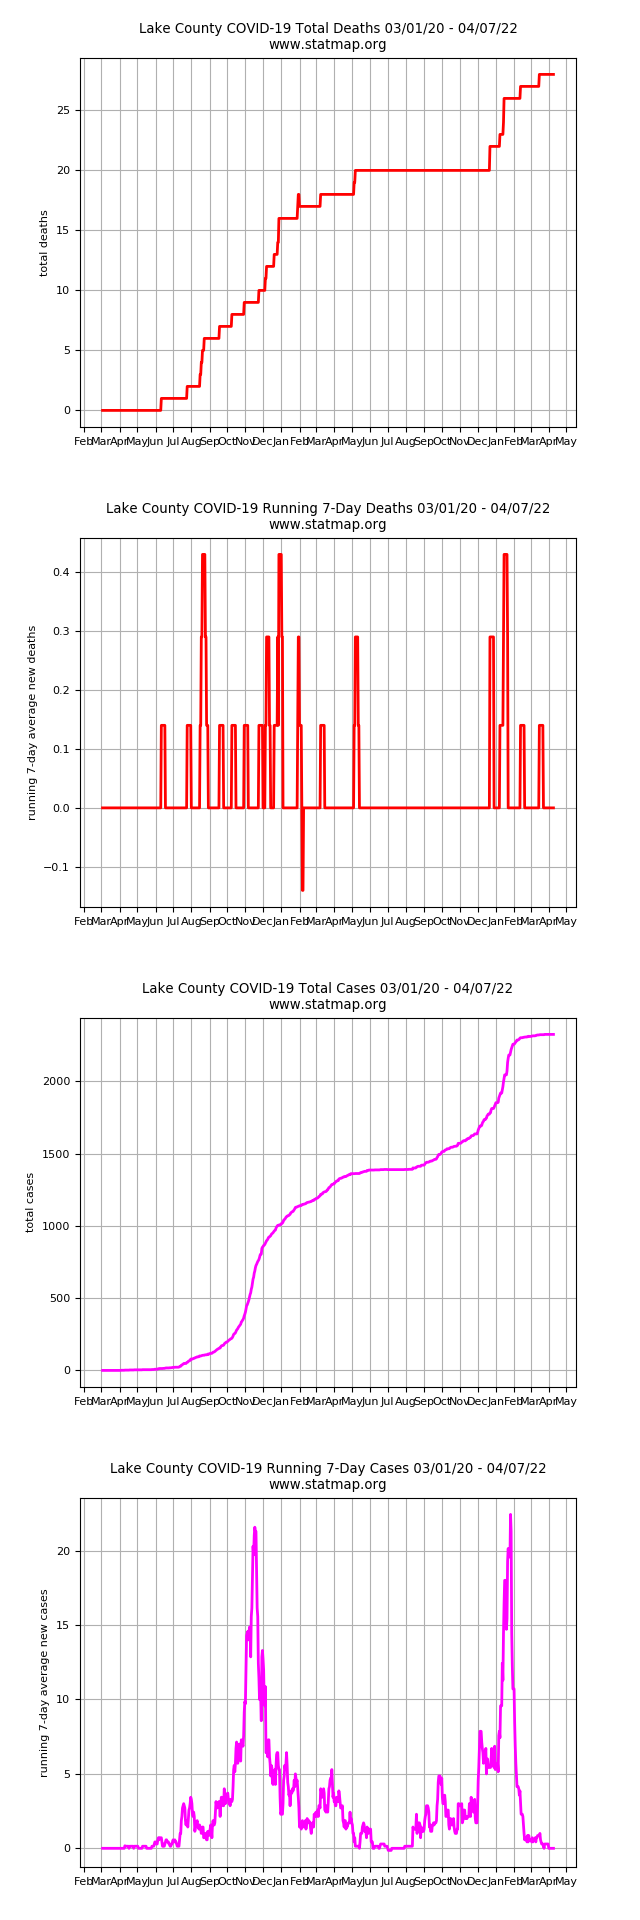 Lake County COVID-19 Total Deaths 03/01/20 - 04/07/22
www.statmap.org
25
20
15
10
5
0
total deaths
Feb Mar Apr May Jun Jul Aug Sep Oct Nov Dec Jan Feb Mar Apr May Jun Jul Aug Sep Oct Nov Dec Jan Feb Mar Apr May
Lake County COVID-19 Running 7-Day Deaths 03/01/20 - 04/07/22
www.statmap.org
0.4
0.3
0.2
0.1
0.0
−0.1
running 7-day average new deaths
Feb Mar Apr May Jun Jul Aug Sep Oct Nov Dec Jan Feb Mar Apr May Jun Jul Aug Sep Oct Nov Dec Jan Feb Mar Apr May
Lake County COVID-19 Total Cases 03/01/20 - 04/07/22
www.statmap.org
2000
1500
1000
500
0
total cases
Feb Mar Apr May Jun Jul Aug Sep Oct Nov Dec Jan Feb Mar Apr May Jun Jul Aug Sep Oct Nov Dec Jan Feb Mar Apr May
Lake County COVID-19 Running 7-Day Cases 03/01/20 - 04/07/22
www.statmap.org
20
15
10
5
0
running 7-day average new cases
Feb Mar Apr May Jun Jul Aug Sep Oct Nov Dec Jan Feb Mar Apr May Jun Jul Aug Sep Oct Nov Dec Jan Feb Mar Apr May